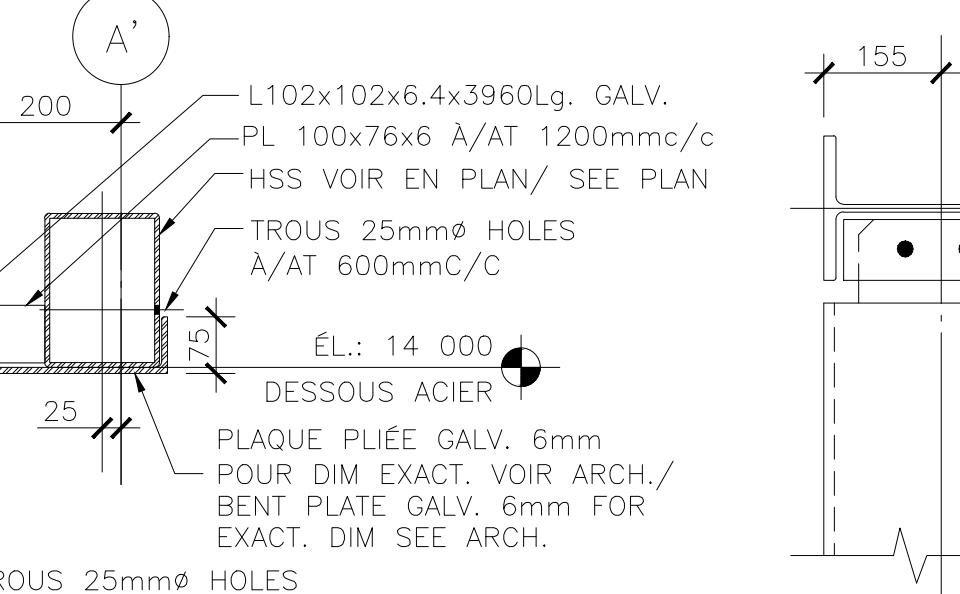 A'
155
200
L102x102x6.4x3960Lg. GALV.
PL 100x76x6 À/AT 1200mmc/c
HSS VOIR EN PLAN/ SEE PLAN
TROUS 25mmø HOLES
À/AT 600mmC/C
75
ÉL.: 14 000
DESSOUS ACIER
25
PLAQUE PLIÉE GALV. 6mm
POUR DIM EXACT. VOIR ARCH./
BENT PLATE GALV. 6mm FOR
EXACT. DIM SEE ARCH.
ROUS 25mmø HOLES